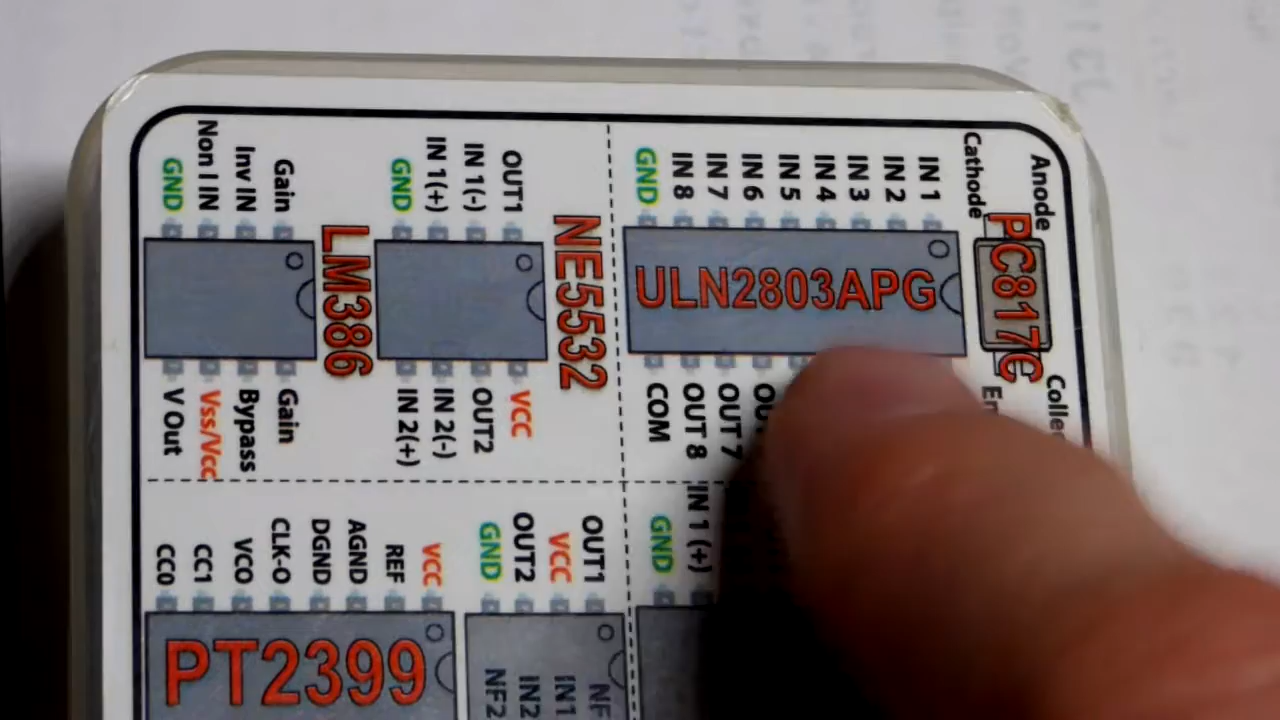 Non I IN
Inv IN
Gain
GND
IN 1(+)
IN 1(-)
OUT1
GND
GND
IN 8
IN 7
IN 6
IN 5
IN 4
IN 3
IN 2
IN 1
Cathode
Anode
LM386
NE5532
ULN2803APG
PC817C
V Out
Vss/Vcc
Bypass
Gain
IN 2(+)
IN 2(-)
OUT2
VCC
COM
OUT 8
OUT 7
CC0
CC1
VCO
CLK-O
DGND
AGND
REF
VCC
GND
OUT2
VCC
OUT1
GND
IN 1 (+)
PT2399
NF2
IN2
IN1